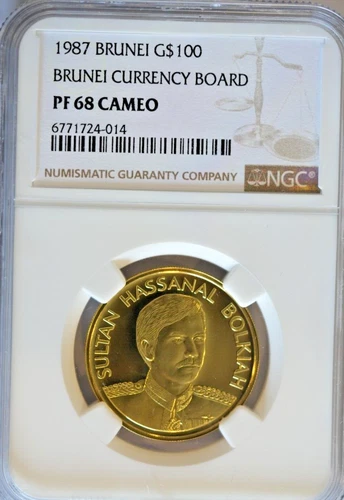 1987 BRUNEI G$100
BRUNEI CURRENCY BOARD
PF 68 CAMEO
6771724-014
NUMISMATIC GUARANTY COMPANY NGC®
SULTAN HASSANAL BOLKIAH